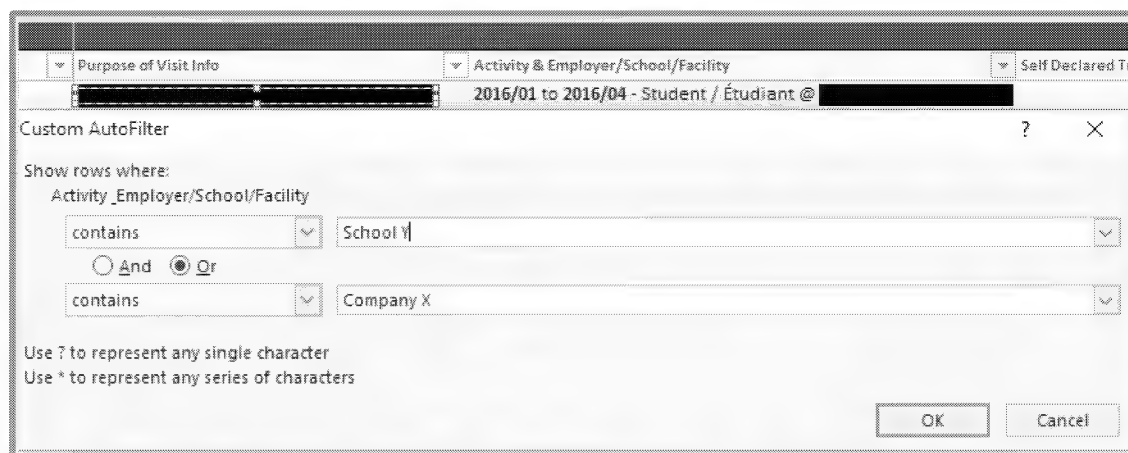 Purpose of Visit Info Activity & Employer/School/Facility Self Declared
2016/01 to 2016/04 - Student / Étudiant @
Custom AutoFilter ? X
Show rows where:
Activity_Employer/School/Facility
contains School Y
And Or
contains Company X
Use ? to represent any single character
Use * to represent any series of characters
OK Cancel